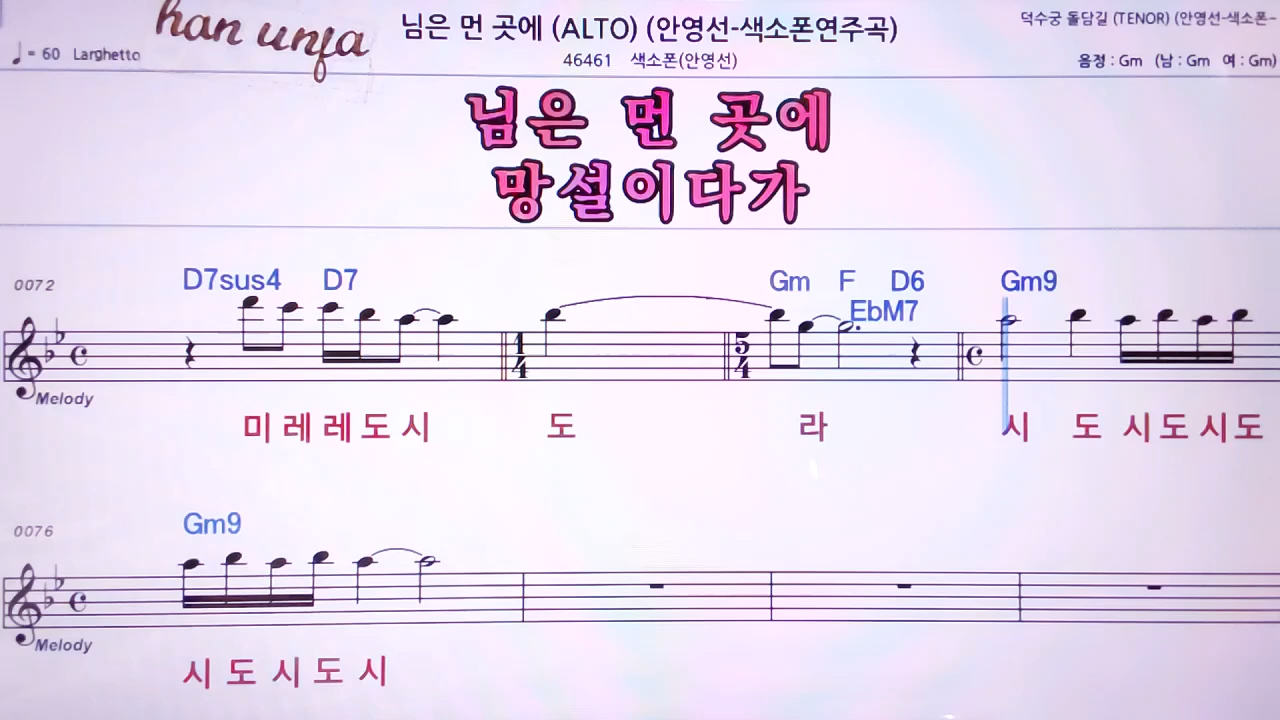 han unja
님은 먼 곳에 (ALTO) (안영선-색소폰연주곡)
덕수궁 돌담길 (TENOR) (안영선-색소폰-
♩= 60 Larghetto
46461 색소폰(안영선)
음정 : Gm (남 : Gm 여 : Gm)
님은 먼 곳에
망설이다가
0072 D7sus4 D7 Gm F D6 Gm9
EbM7
1 4 5 4
Melody
미 레 레 도 시 도 라 시 도 시 도 시 도
0076 Gm9
Melody
시 도 시 도 시